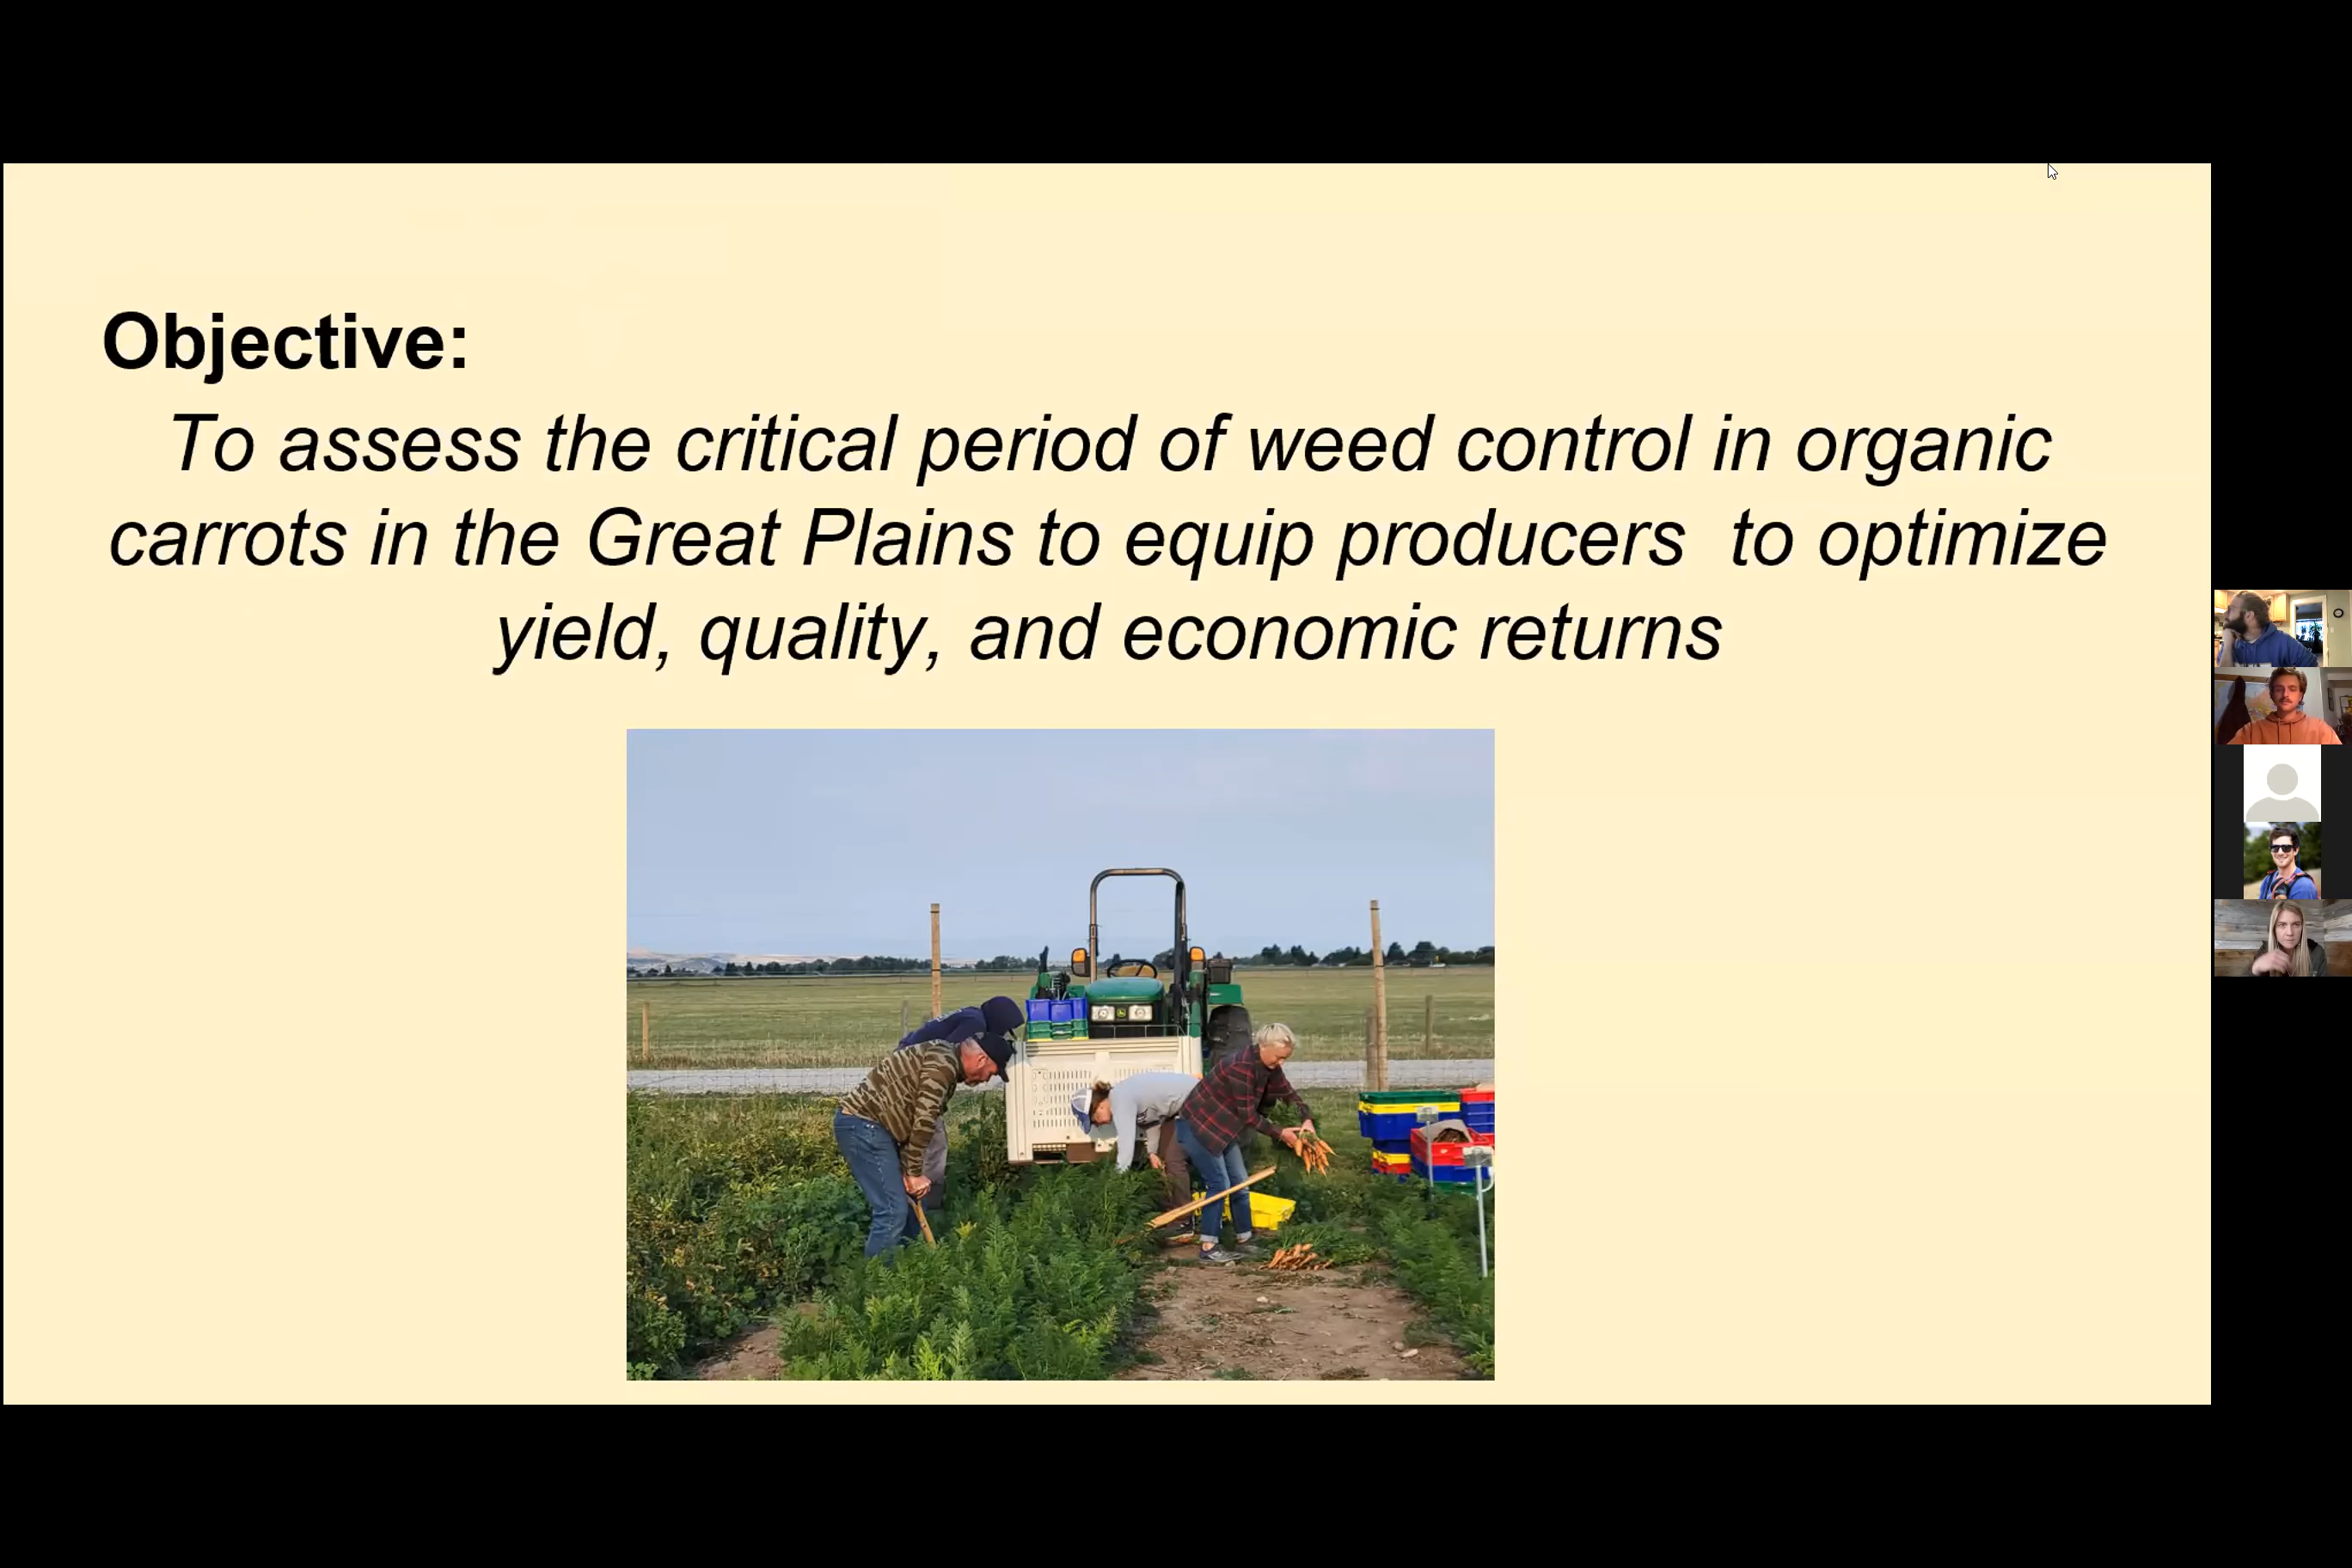 Objective:
To assess the critical period of weed control in organic
carrots in the Great Plains to equip producers  to optimize
yield, quality, and economic returns